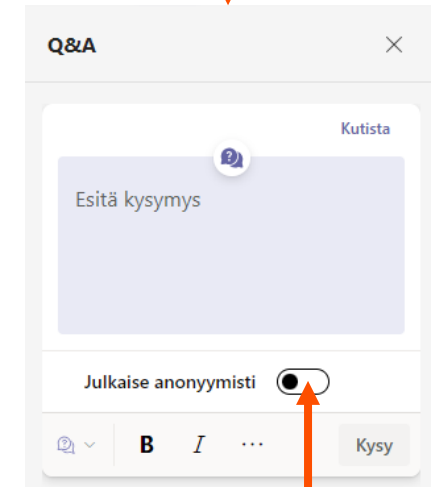 Q&A
Kutista
Esitä kysymys
Julkaise anonyymisti
B I ... Kysy